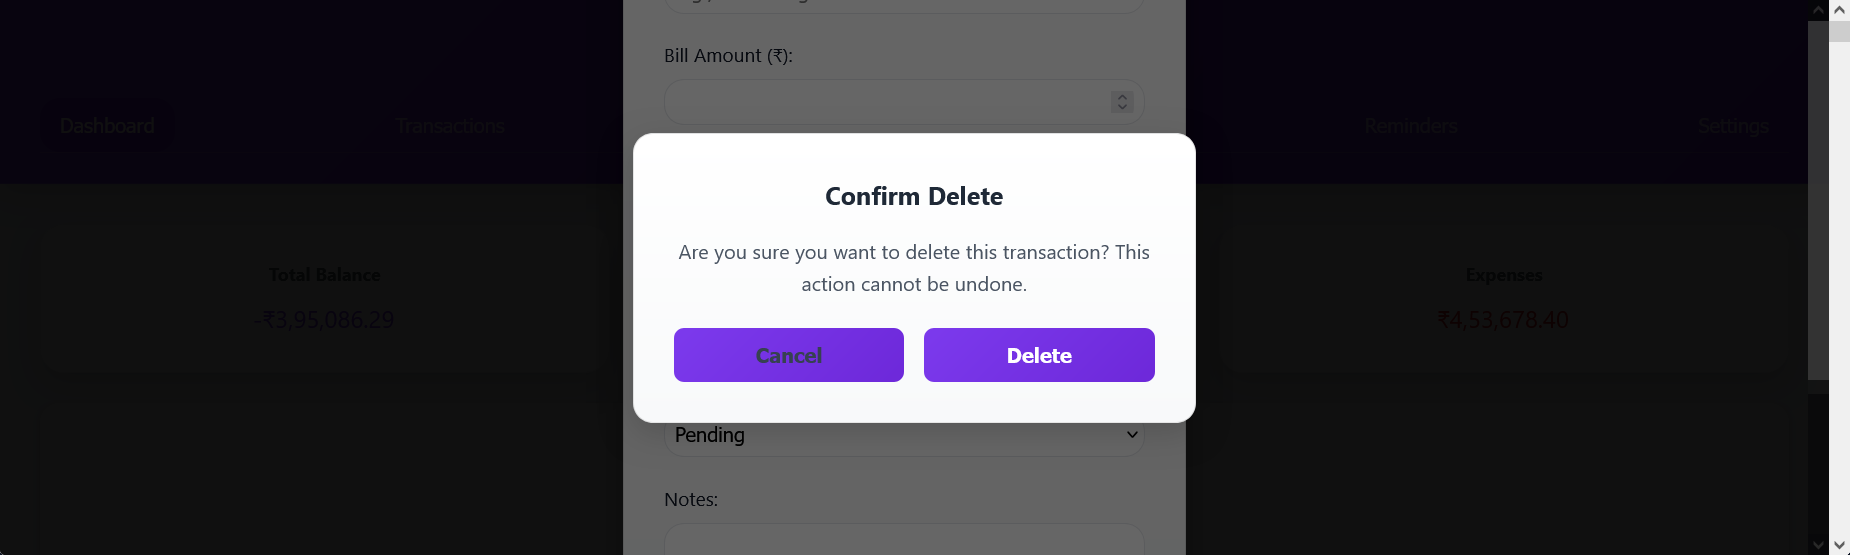 Bill Amount (₹):
Dashboard
Transactions
Reminders
Settings
Confirm Delete
Are you sure you want to delete this transaction? This
action cannot be undone.
Total Balance
-₹3,95,086.29
Expenses
₹4,53,678.40
Cancel
Delete
Pending
Notes: